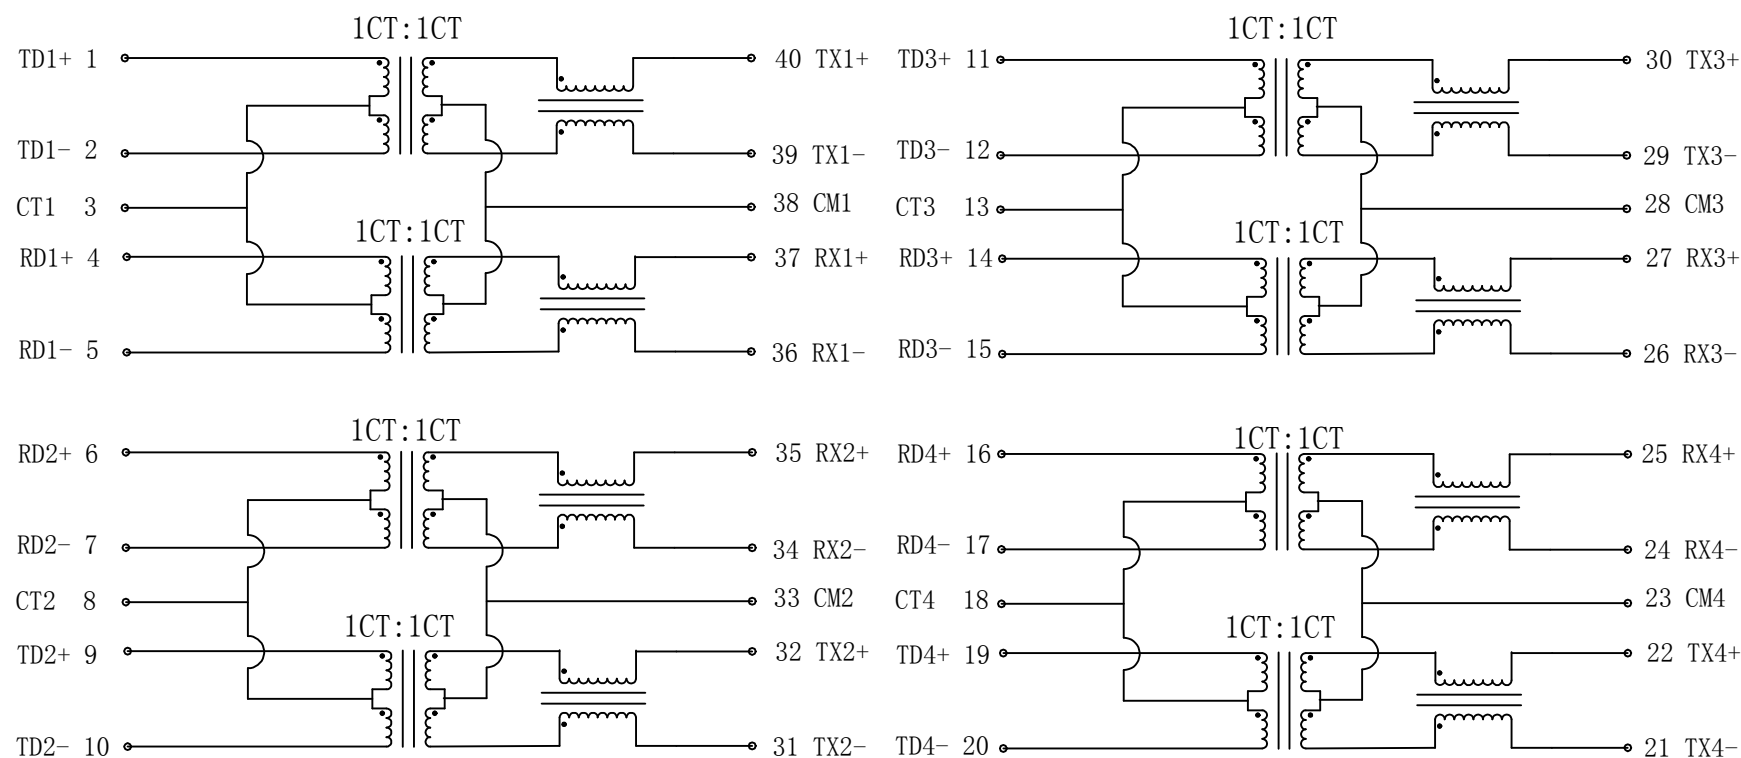 1CT:1CT
TD1+ 1
40 TX1+
TD1- 2
39 TX1-
CT1 3
38 CM1
1CT:1CT
RD1+ 4
37 RX1+
RD1- 5
36 RX1-
1CT:1CT
TD3+ 11
30 TX3+
TD3- 12
29 TX3-
CT3 13
28 CM3
1CT:1CT
RD3+ 14
27 RX3+
RD3- 15
26 RX3-
1CT:1CT
RD2+ 6
35 RX2+
RD2- 7
34 RX2-
CT2 8
33 CM2
1CT:1CT
TD2+ 9
32 TX2+
TD2- 10
31 TX2-
1CT:1CT
RD4+ 16
25 RX4+
RD4- 17
24 RX4-
CT4 18
23 CM4
1CT:1CT
TD4+ 19
22 TX4+
TD4- 20
21 TX4-